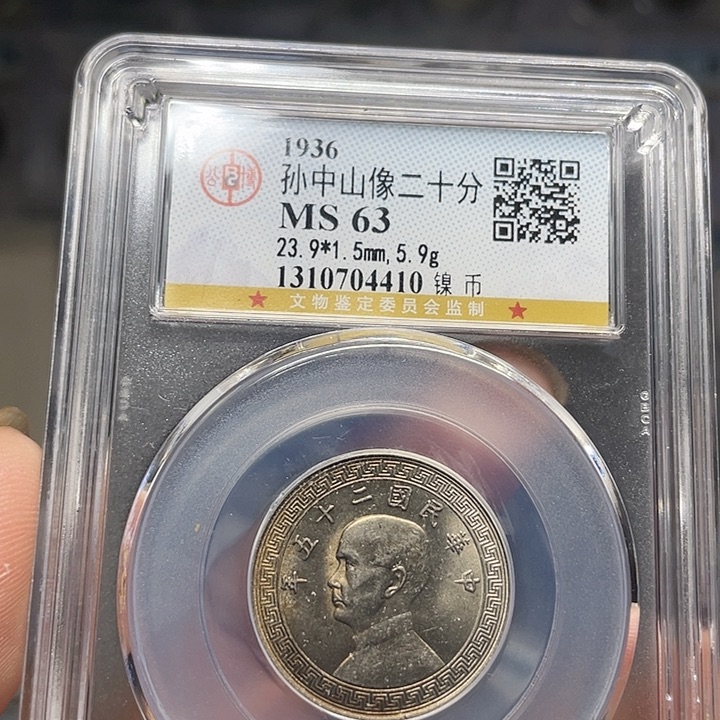 1936
孙中山像二十分
MS 63
23.9*1.5mm,5.9g
1310704410 镍 币
★ 文物鉴定委员会监制 ★
GBCA
中華民國二十五年